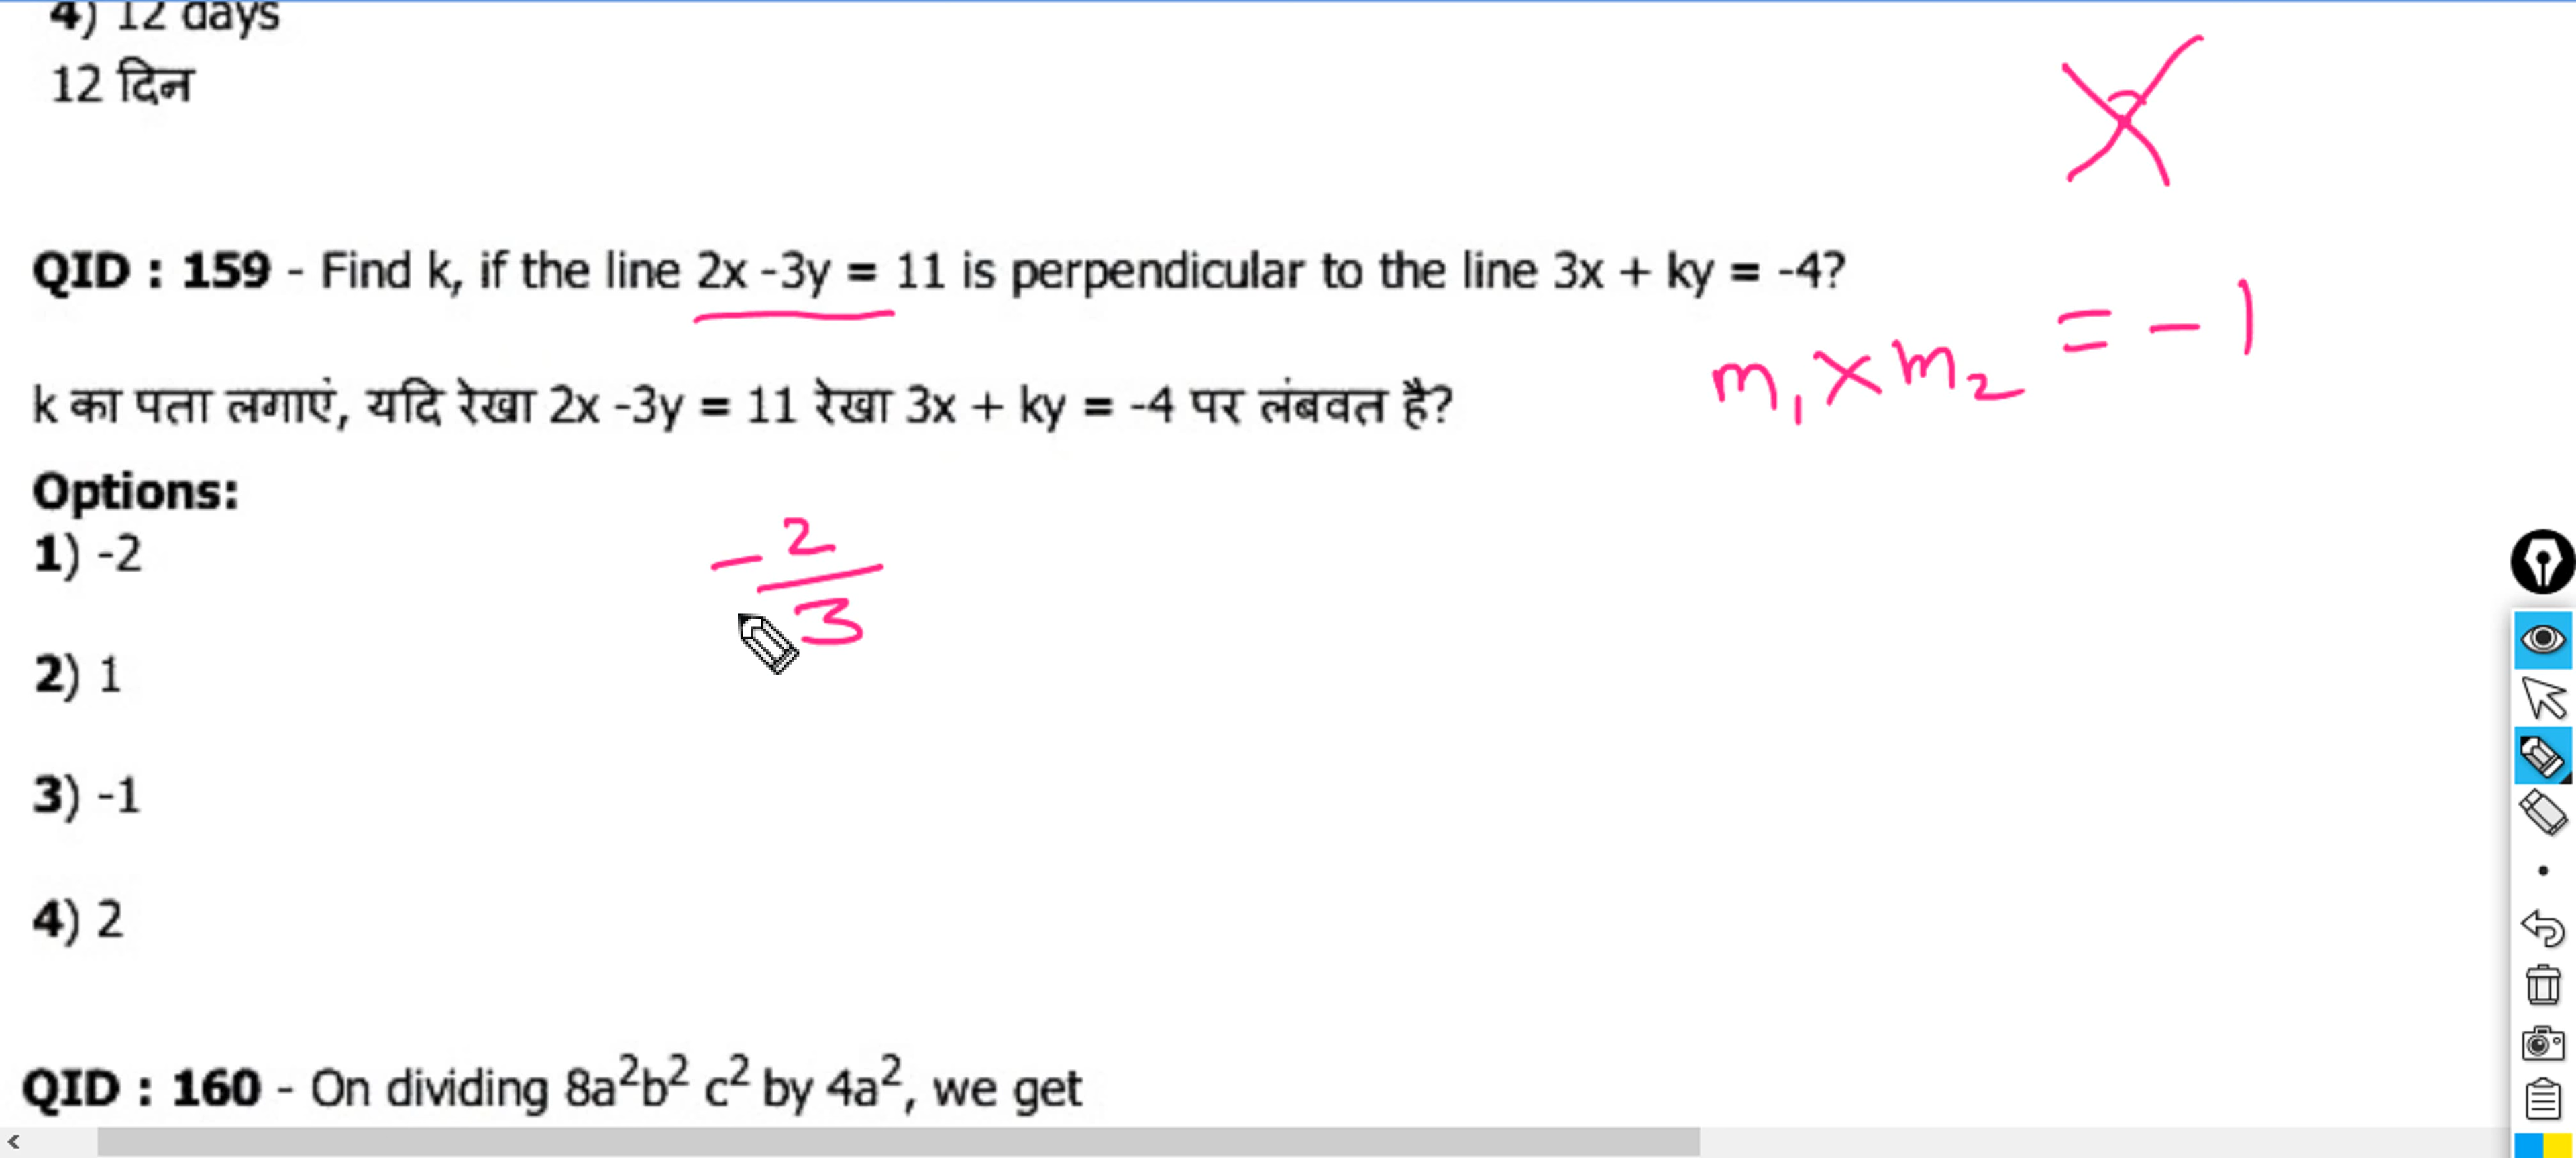 4) 12 days
12 दिन
QID : 159 - Find k, if the line 2x -3y = 11 is perpendicular to the line 3x + ky = -4?
m₁ × m₂ = -1
k का पता लगाएं, यदि रेखा 2x -3y = 11 रेखा 3x + ky = -4 पर लंबवत है?
Options:
1) -2
- 2/3
2) 1
3) -1
4) 2
QID : 160 - On dividing 8a²b² c² by 4a², we get